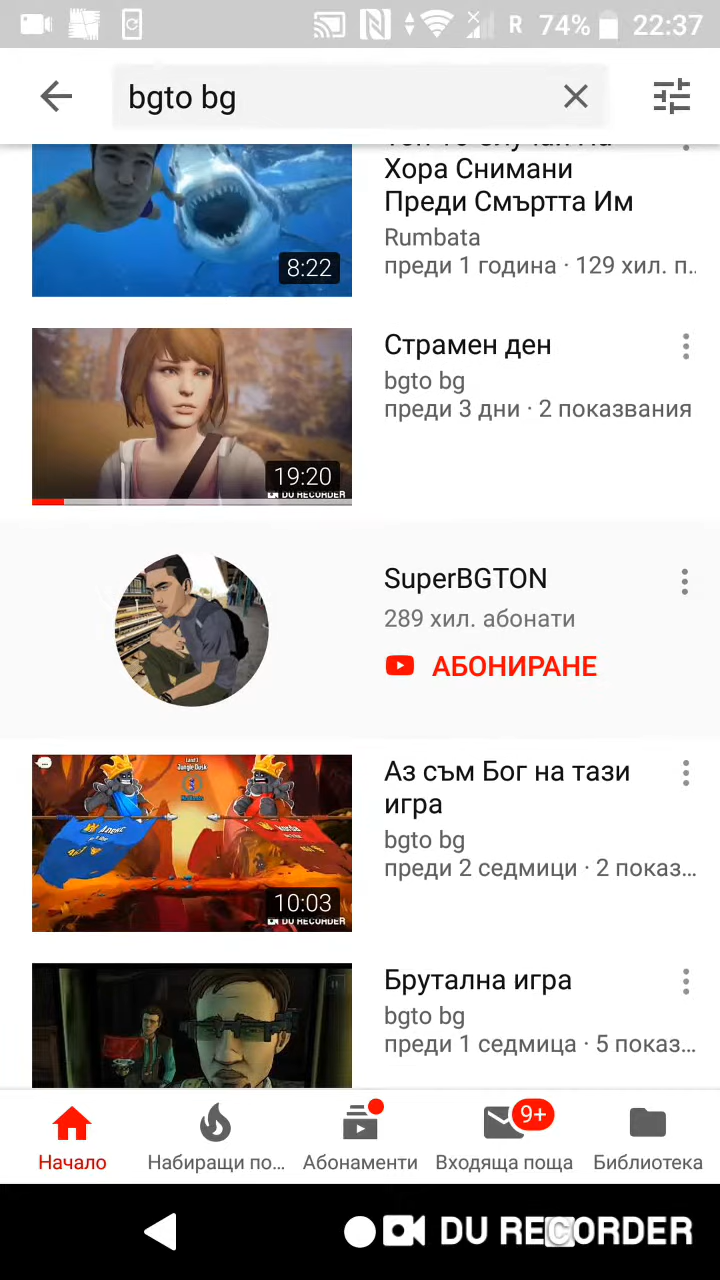 R 74% 22:37
bgto bg
Хора Снимани
Преди Смъртта Им
Rumbata
преди 1 година · 129 хил. п..
8:22
Страмен ден
bgto bg
преди 3 дни · 2 показвания
19:20
DU RECORDER
SuperBGTON
289 хил. абонати
АБОНИРАНЕ
Аз съм Бог на тази
игра
bgto bg
преди 2 седмици · 2 показ...
Jungle Dusk
10:03
DU RECORDER
Брутална игра
bgto bg
преди 1 седмица · 5 показ...
9+
Начало Набиращи по... Абонаменти Входяща поща Библиотека
DU RECORDER